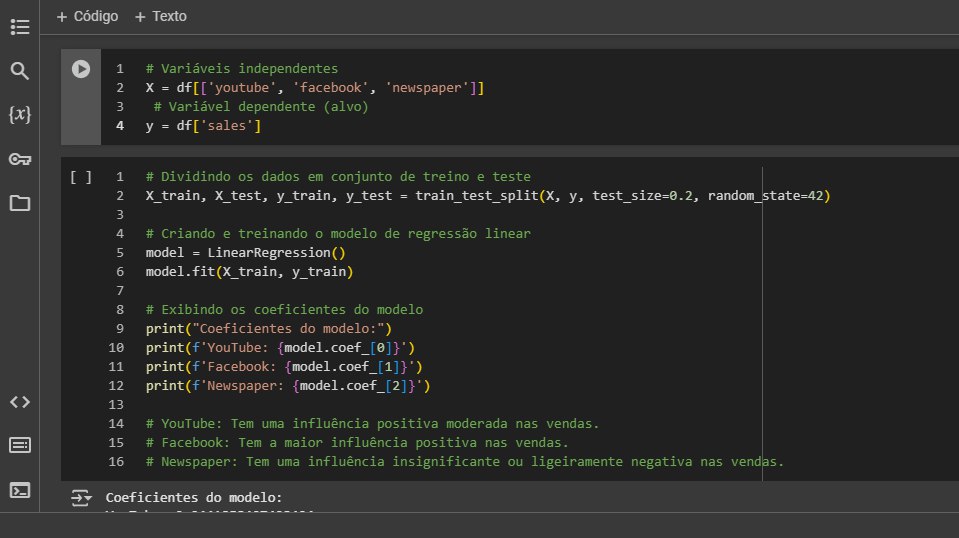 + Código + Texto
1 # Variáveis independentes
2 X = df[['youtube', 'facebook', 'newspaper']]
3 # Variável dependente (alvo)
4 y = df['sales']
[ ] 1 # Dividindo os dados em conjunto de treino e teste
2 X_train, X_test, y_train, y_test = train_test_split(X, y, test_size=0.2, random_state=42)
3
4 # Criando e treinando o modelo de regressão linear
5 model = LinearRegression()
6 model.fit(X_train, y_train)
7
8 # Exibindo os coeficientes do modelo
9 print("Coeficientes do modelo:")
10 print(f'YouTube: {model.coef_[0]}')
11 print(f'Facebook: {model.coef_[1]}')
12 print(f'Newspaper: {model.coef_[2]}')
13
14 # YouTube: Tem uma influência positiva moderada nas vendas.
15 # Facebook: Tem a maior influência positiva nas vendas.
16 # Newspaper: Tem uma influência insignificante ou ligeiramente negativa nas vendas.
{x}
<>
Coeficientes do modelo: